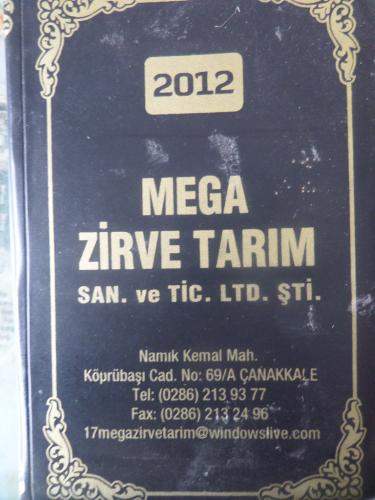 2012
MEGA
ZİRVE TARIM
SAN. ve TİC. LTD. ŞTİ.
Namık Kemal Mah.
Köprübaşı Cad. No: 69/A ÇANAKKALE
Tel: (0286) 213 93 77
Fax: (0286) 213 24 96
17megazirvetarim@windowslive.com